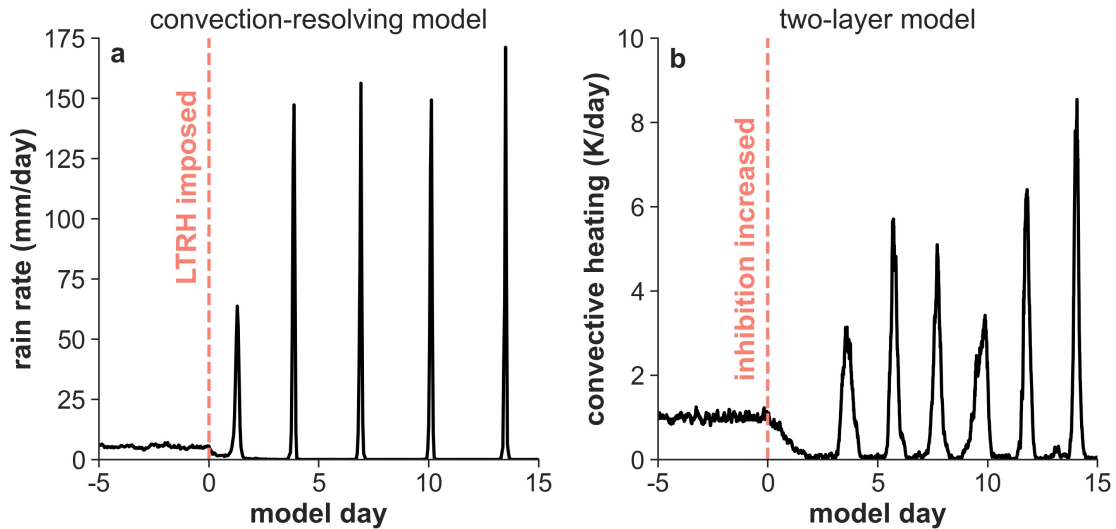 convection-resolving model
a
rain rate (mm/day)
175
150
125
100
75
50
25
0
LTRH imposed
-5
0
5
10
15
model day
two-layer model
b
convective heating (K/day)
10
8
6
4
2
0
inhibition increased
-5
0
5
10
15
model day